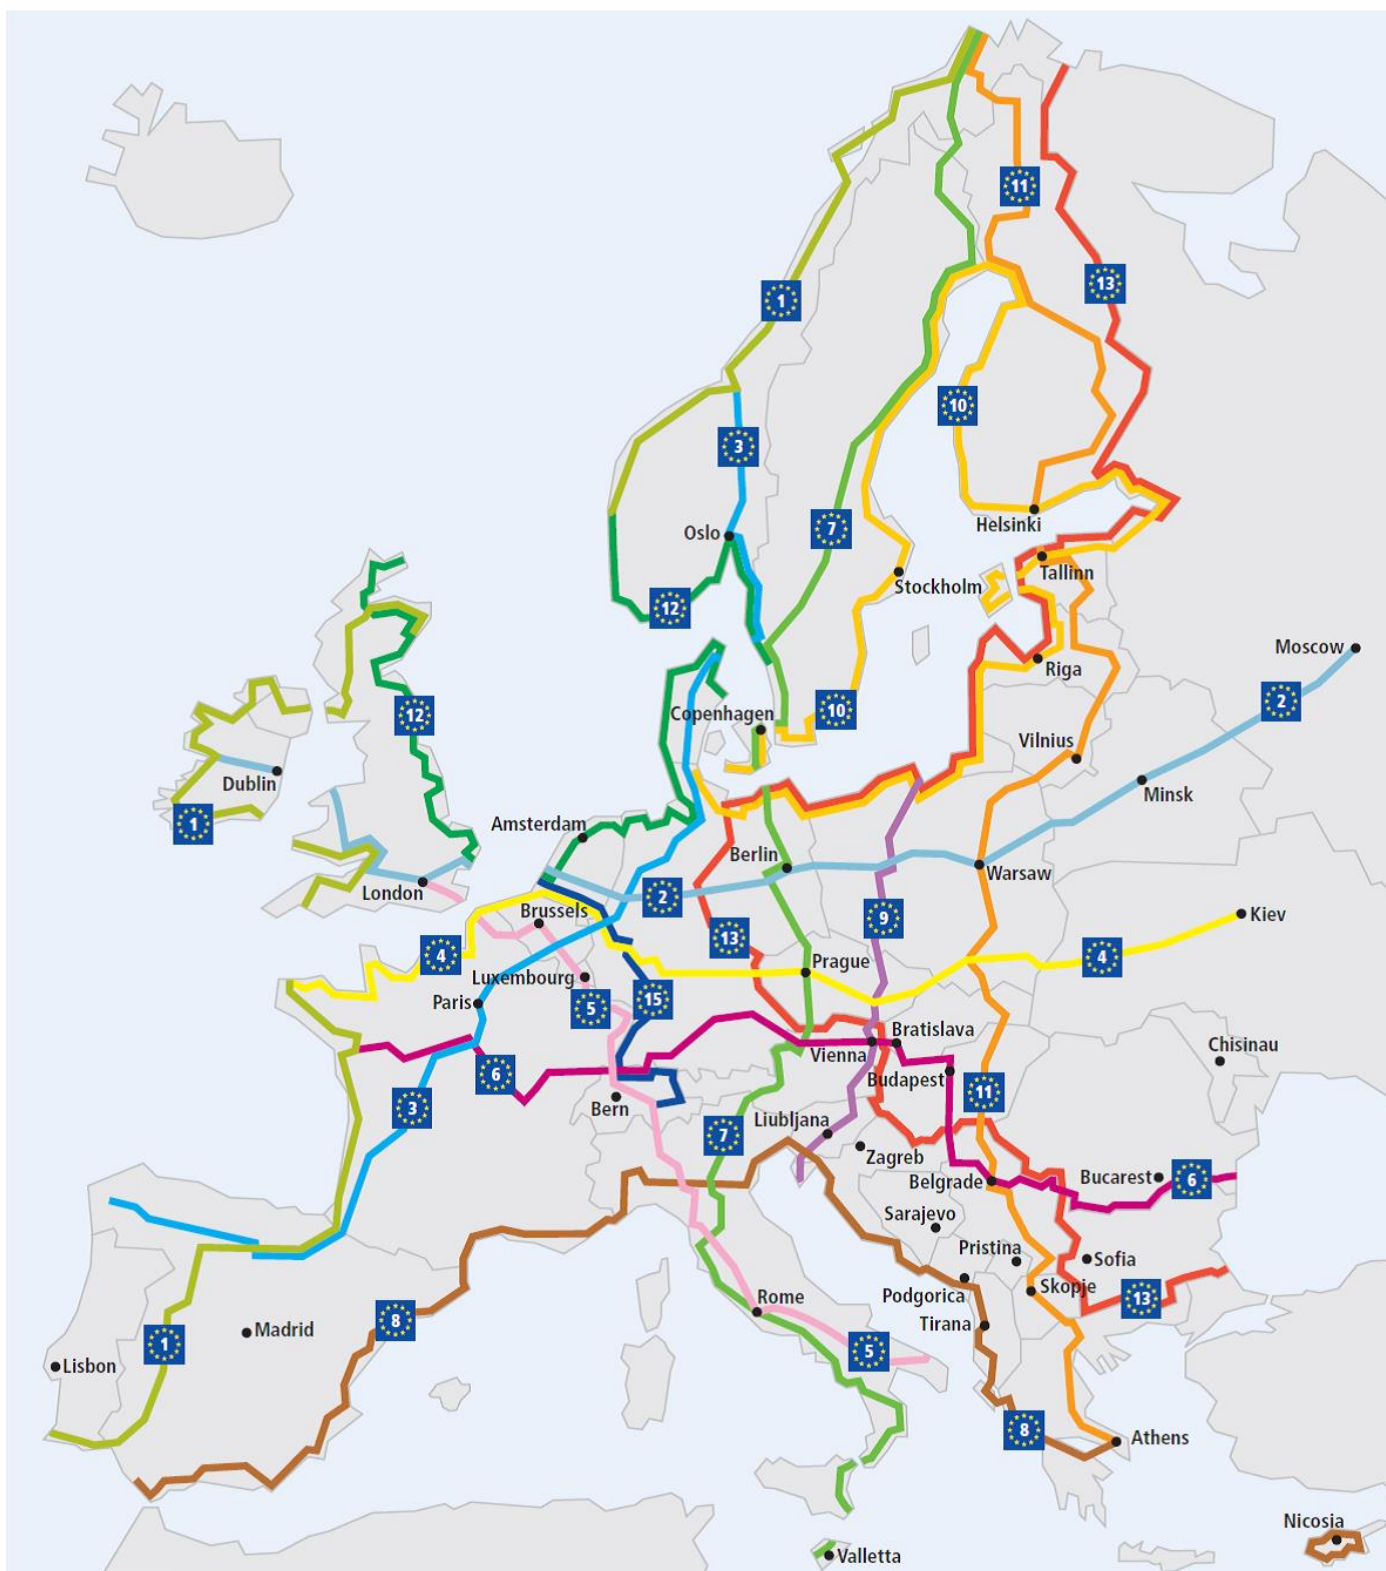 11
13
1
10
3
7
Helsinki
Oslo
Tallinn
Stockholm
12
Moscow
Riga
2
12
10
Copenhagen
Vilnius
Dublin
Minsk
1
Amsterdam
Berlin
Warsaw
London
2
Brussels
9
Kiev
13
4
4
Prague
Luxembourg
Paris
15
5
Bratislava
Vienna
Chisinau
6
Budapest
11
Bern
3
Liubljana
7
Zagreb
Belgrade
Bucarest
6
Sarajevo
Pristina
Sofia
Skopje
Podgorica
Rome
13
8
Tirana
Madrid
1
5
Lisbon
8
Athens
Nicosia
Valletta